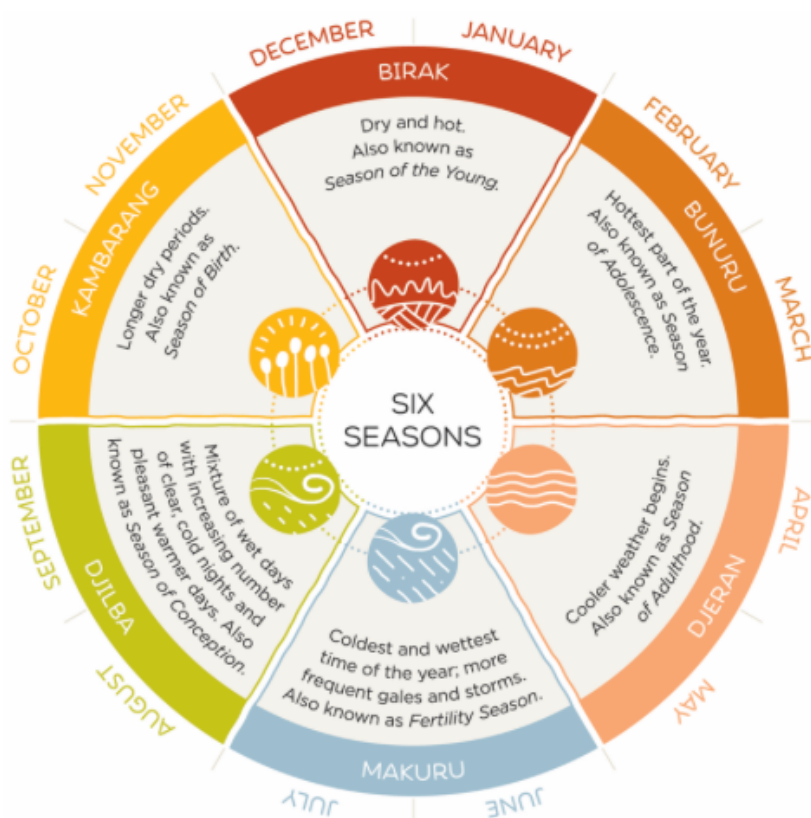 DECEMBER
JANUARY
BIRAK
Dry and hot.
Also known as
Season of the Young.
FEBRUARY
MARCH
BUNURU
Hottest part of the year.
Also known as Season
of Adolescence.
APRIL
MAY
DJERAN
Cooler weather begins.
Also known as Season
of Adulthood.
JUNE
JULY
MAKURU
Coldest and wettest
time of the year; more
frequent gales and storms.
Also known as Fertility Season.
AUGUST
SEPTEMBER
DJILBA
Mixture of wet days
with increasing number
of clear, cold nights and
pleasant warmer days. Also
known as Season of Conception.
OCTOBER
NOVEMBER
KAMBARANG
Longer dry periods.
Also known as
Season of Birth.
SIX
SEASONS